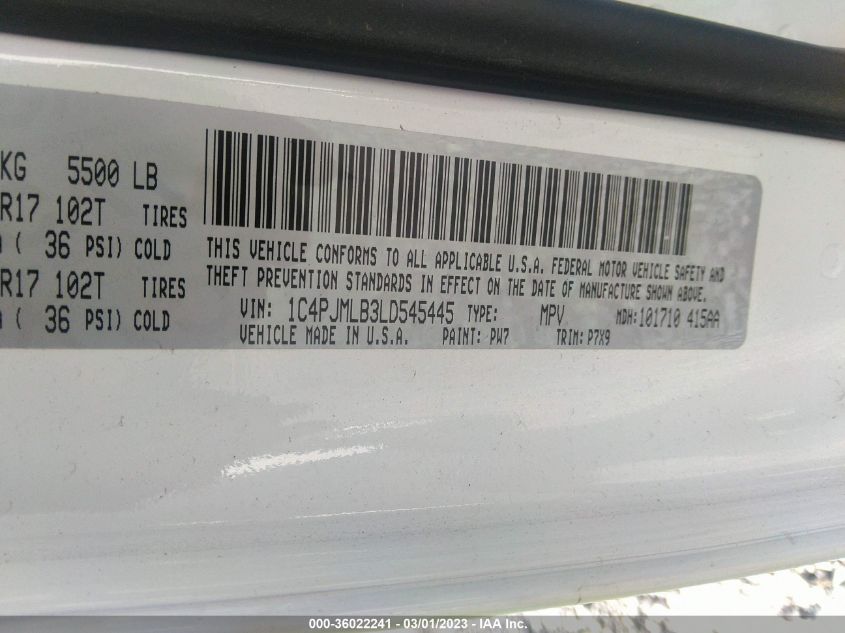 KG 5500 LB
R17 102T TIRES
( 36 PSI) COLD
R17 102T TIRES
( 36 PSI) COLD
THIS VEHICLE CONFORMS TO ALL APPLICABLE U.S.A. FEDERAL MOTOR VEHICLE SAFETY AND
THEFT PREVENTION STANDARDS IN EFFECT ON THE DATE OF MANUFACTURE SHOWN ABOVE.
VIN: 1C4PJMLB3LD545445 TYPE: MPV MDH:101710 415AA
VEHICLE MADE IN U.S.A. PAINT: PW7 TRIM: P7X9
000-36022241 - 03/01/2023 - IAA Inc.